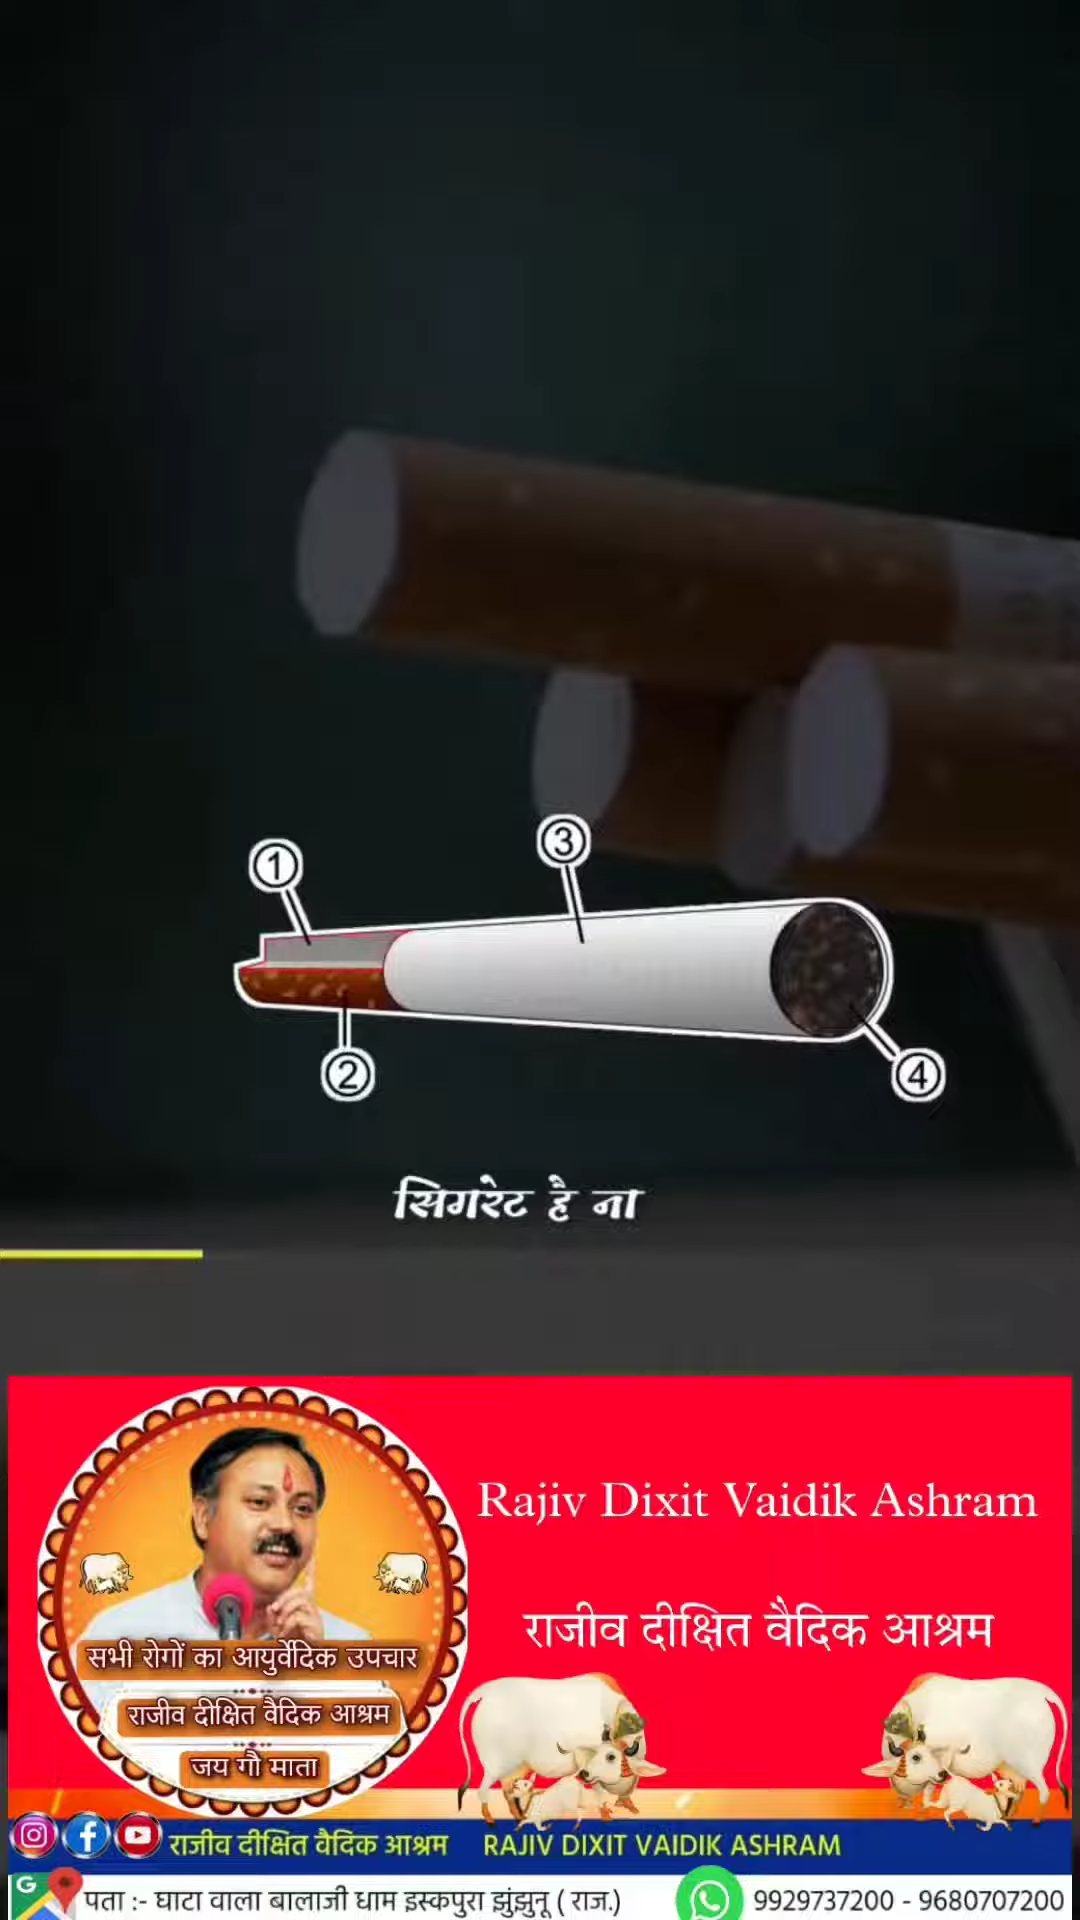 1
3
2
4
सिगरेट है ना
Rajiv Dixit Vaidik Ashram
राजीव दीक्षित वैदिक आश्रम
सभी रोगों का आयुर्वेदिक उपचार
राजीव दीक्षित वैदिक आश्रम
जय गौ माता
राजीव दीक्षित वैदिक आश्रम RAJIV DIXIT VAIDIK ASHRAM
G पता :- घाटा वाला बालाजी धाम इस्कपुरा झुंझुनू ( राज.) 9929737200 - 9680707200